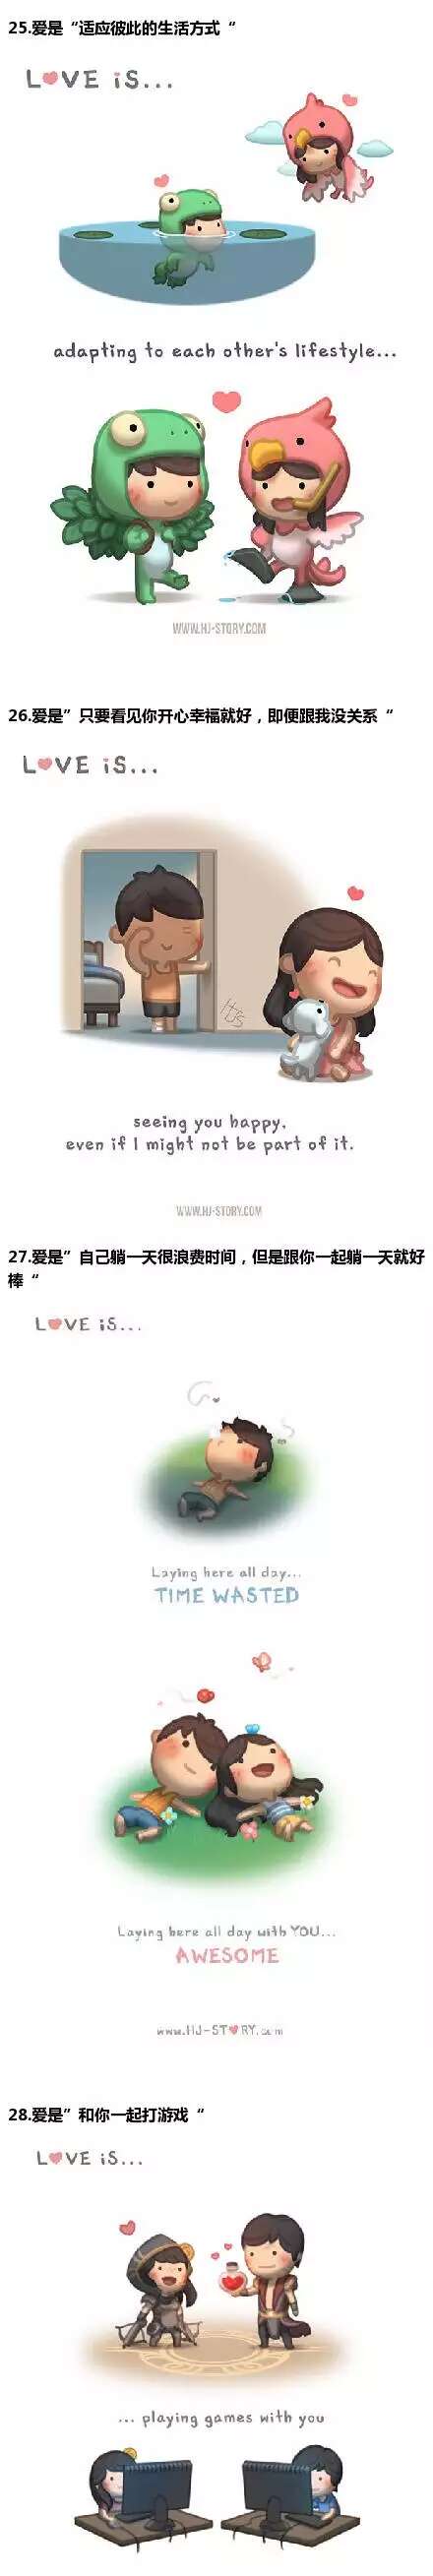 25.爱是“适应彼此的生活方式“
LOVE iS...
adapting to each other's lifestyle...
WWW.HJ-STORY.COM
26.爱是”只要看见你开心幸福就好，即便跟我没关系“
LOVE iS...
HJS
seeing you happy.
even if I might not be part of it.
WWW.HJ-STORY.COM
27.爱是”自己躺一天很浪费时间，但是跟你一起躺一天就好
棒“
LOVE iS...
Laying here all day...
TIME WASTED
Laying here all day with YOU...
AWESOME
www.HJ-STORY.com
28.爱是”和你一起打游戏“
LOVE iS...
... playing games with you